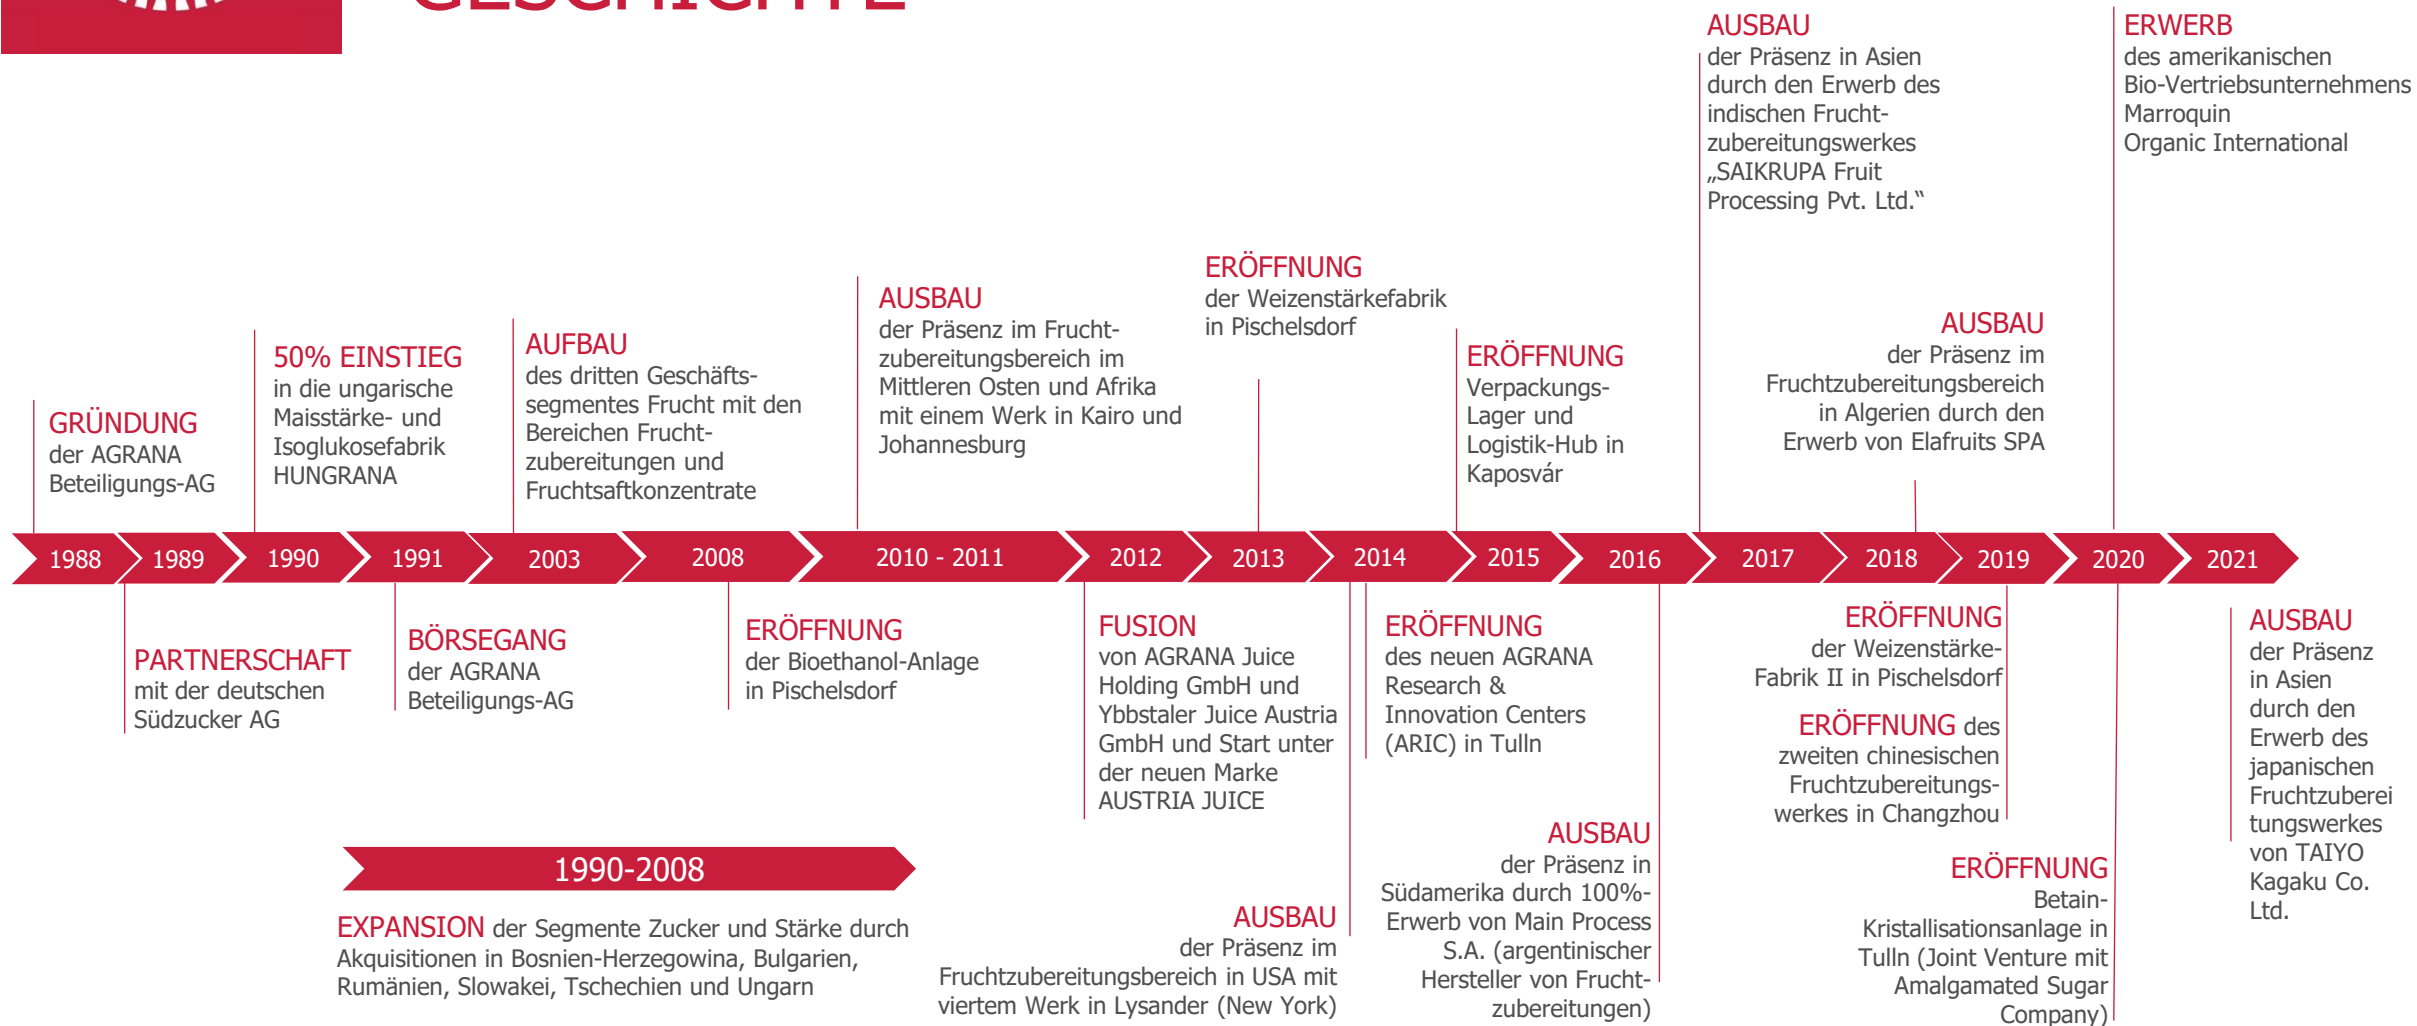 GESCHICHTE
AUSBAU
der Präsenz in Asien
durch den Erwerb des
indischen Frucht-
zubereitungswerkes
„SAIKRUPA Fruit
Processing Pvt. Ltd.“
ERWERB
des amerikanischen
Bio-Vertriebsunternehmens
Marroquin
Organic International
GRÜNDUNG
der AGRANA
Beteiligungs-AG
50% EINSTIEG
in die ungarische
Maisstärke- und
Isoglukosefabrik
HUNGRANA
AUFBAU
des dritten Geschäfts-
segmentes Frucht mit den
Bereichen Frucht-
zubereitungen und
Fruchtsaftkonzentrate
AUSBAU
der Präsenz im Frucht-
zubereitungsbereich im
Mittleren Osten und Afrika
mit einem Werk in Kairo und
Johannesburg
ERÖFFNUNG
der Weizenstärkefabrik
in Pischelsdorf
ERÖFFNUNG
Verpackungs-
Lager und
Logistik-Hub in
Kaposvár
AUSBAU
der Präsenz im
Fruchtzubereitungsbereich
in Algerien durch den
Erwerb von Elafruits SPA
1988 1989 1990 1991 2003 2008 2010 - 2011 2012 2013 2014 2015 2016 2017 2018 2019 2020 2021
PARTNERSCHAFT
mit der deutschen
Südzucker AG
BÖRSEGANG
der AGRANA
Beteiligungs-AG
ERÖFFNUNG
der Bioethanol-Anlage
in Pischelsdorf
FUSION
von AGRANA Juice
Holding GmbH und
Ybbstaler Juice Austria
GmbH und Start unter
der neuen Marke
AUSTRIA JUICE
ERÖFFNUNG
des neuen AGRANA
Research &
Innovation Centers
(ARIC) in Tulln
ERÖFFNUNG
der Weizenstärke-
Fabrik II in Pischelsdorf
ERÖFFNUNG des
zweiten chinesischen
Fruchtzubereitungs-
werkes in Changzhou
AUSBAU
der Präsenz
in Asien
durch den
Erwerb des
japanischen
Fruchtzuberei
tungswerkes
von TAIYO
Kagaku Co.
Ltd.
1990-2008
EXPANSION der Segmente Zucker und Stärke durch
Akquisitionen in Bosnien-Herzegowina, Bulgarien,
Rumänien, Slowakei, Tschechien und Ungarn
AUSBAU
der Präsenz im
Fruchtzubereitungsbereich in USA mit
viertem Werk in Lysander (New York)
AUSBAU
der Präsenz in
Südamerika durch 100%-
Erwerb von Main Process
S.A. (argentinischer
Hersteller von Frucht-
zubereitungen)
ERÖFFNUNG
Betain-
Kristallisationsanlage in
Tulln (Joint Venture mit
Amalgamated Sugar
Company)